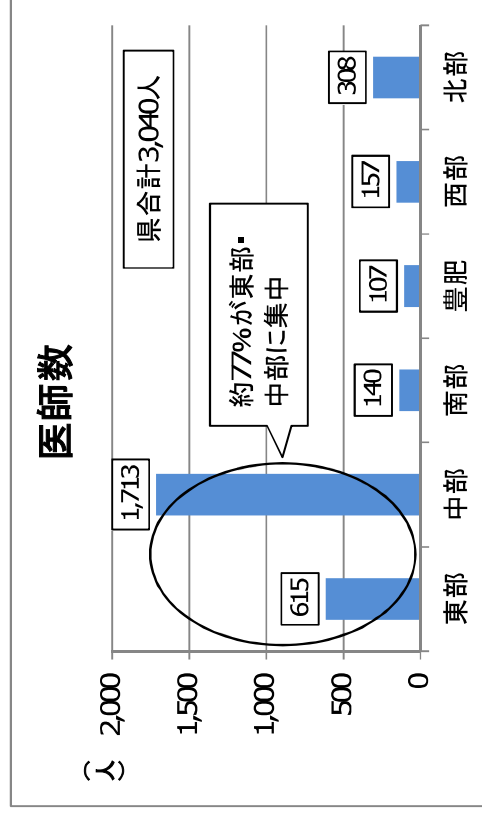 医師数
(人)
2,000
1,500
1,000
500
0
県合計3,040人
約77%が東部・
中部に集中
615
1,713
140
107
157
308
東部
中部
南部
豊肥
西部
北部